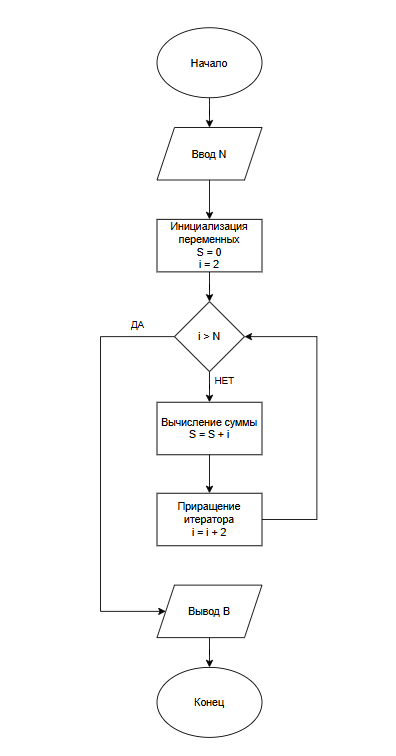 Начало
Ввод N
Инициализация
переменных
S = 0
i = 2
ДА
i > N
НЕТ
Вычисление суммы
S = S + i
Приращение
итератора
i = i + 2
Вывод B
Конец